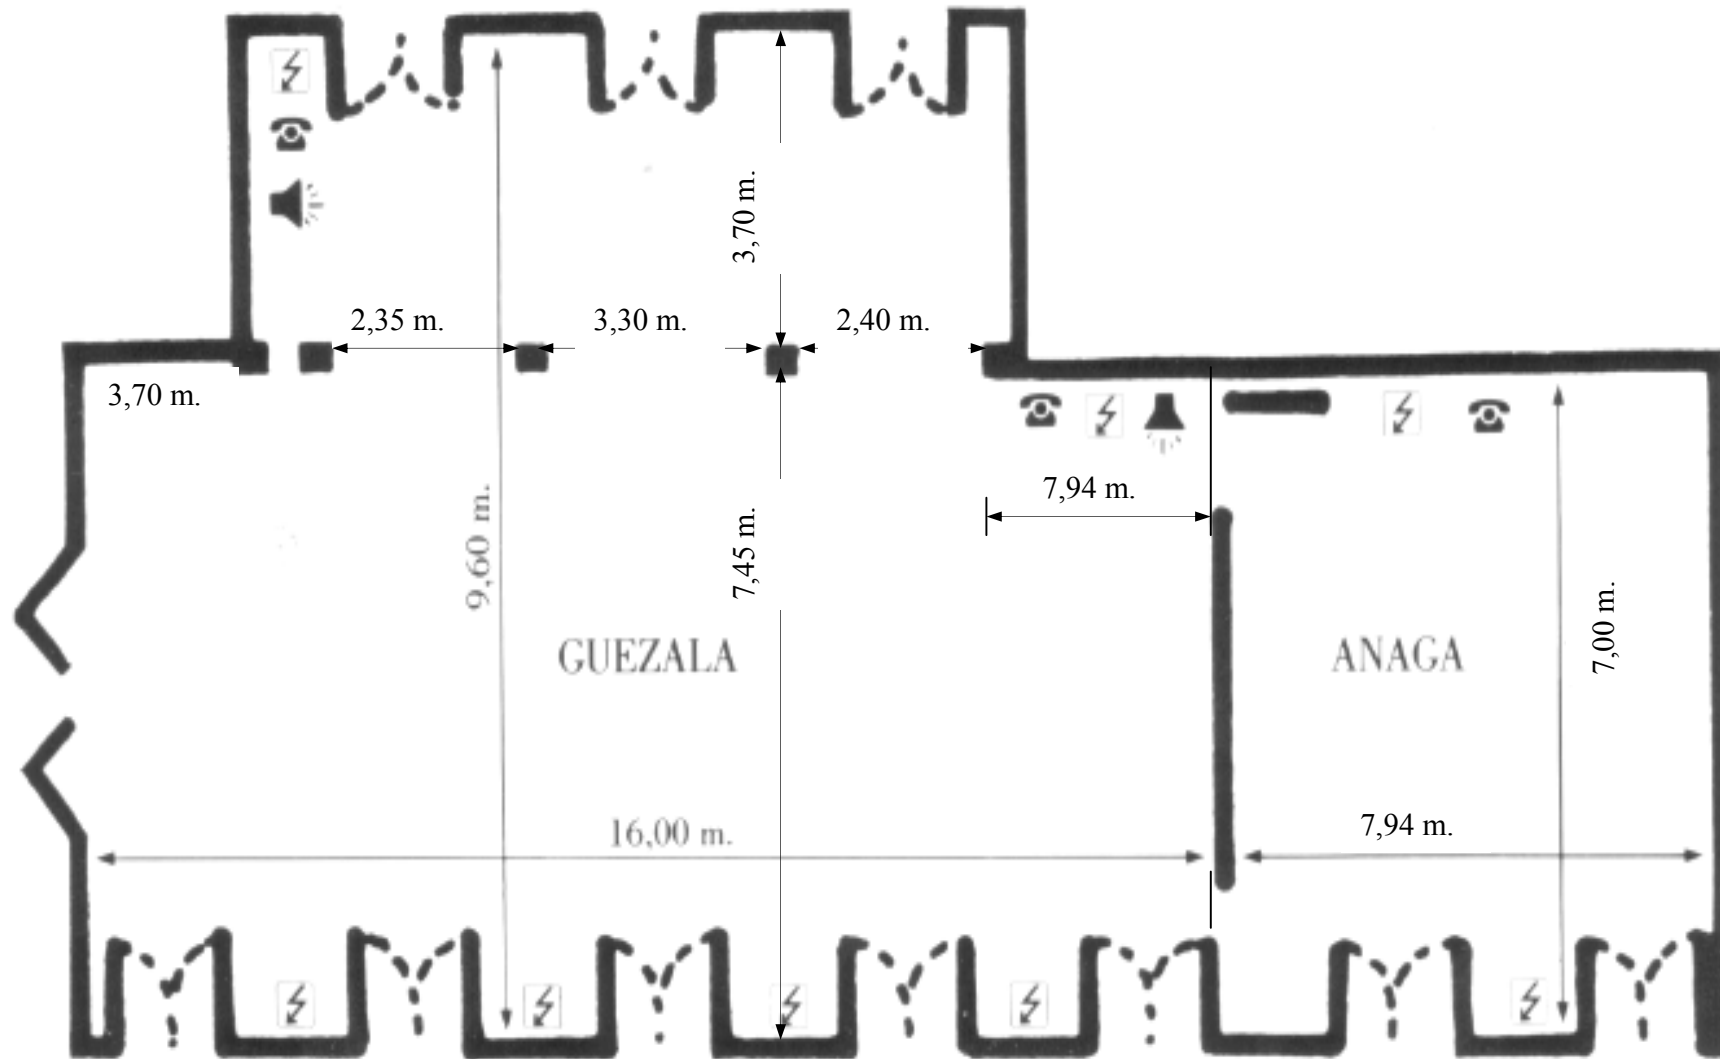 3,70 m.
2,35 m.
3,30 m.
2,40 m.
3,70 m.
7,94 m.
9,60 m.
7,45 m.
7,00 m.
GUEZALA
ANAGA
16,00 m.
7,94 m.